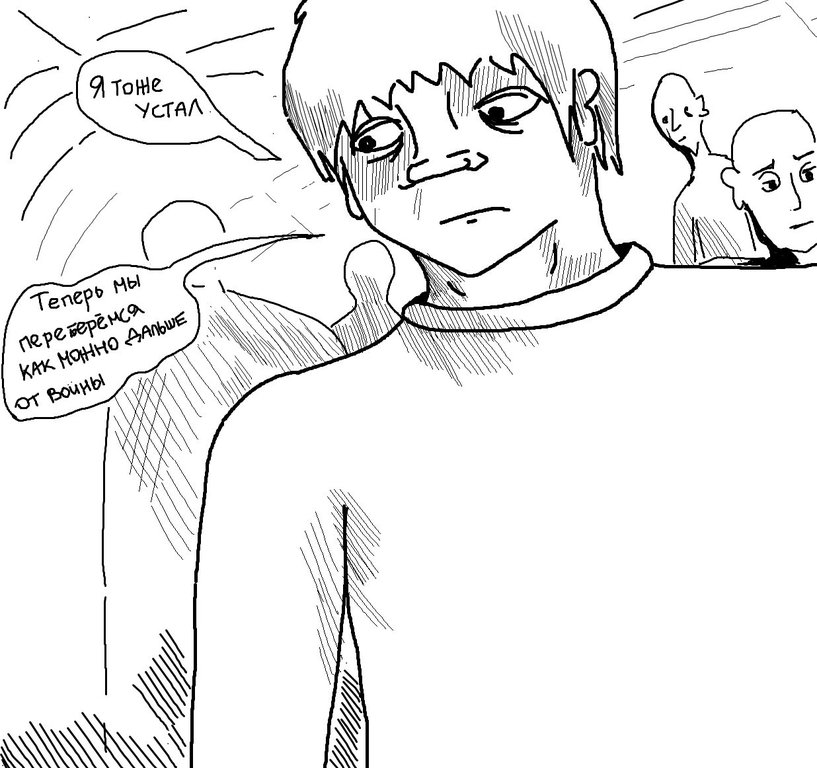 Я тоже
устал
Теперь мы
переберёмся
как можно дальше
от войны